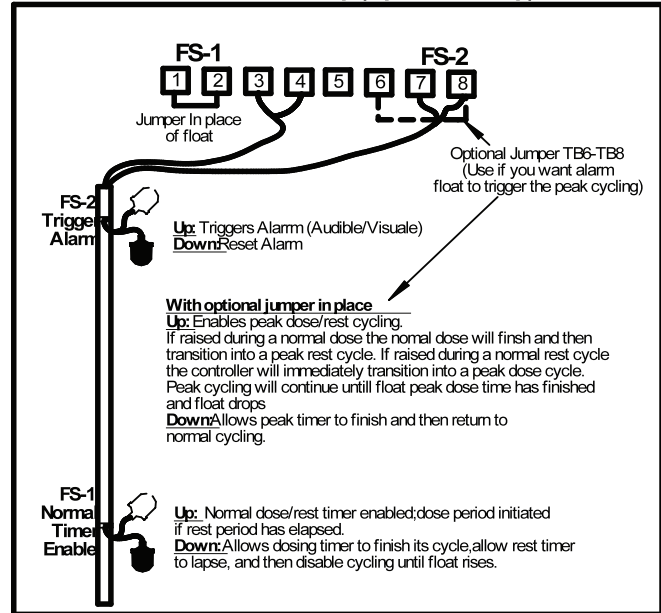 FS-1 FS-2
1 2 3 4 5 6 7 8
Jumper In place
of float
Optional Jumper TB6-TB8
(Use if you want alarm
float to trigger the peak cycling)
FS-2
Trigger
Alarm
Up: Triggers Alarrm (Audible/Visuale)
Down:Reset Alarm
With optional jumper in place
Up: Enables peak dose/rest cycling.
If raised during a normal dose the nomal dose will finsh and then
transition into a peak rest cycle. If raised during a normal rest cycle
the controller will immediately transition into a peak dose cycle.
Peak cycling will continue untill float peak dose time has finished
and float drops
Down:Allows peak timer to finish and then return to
normal cycling.
FS-1
Normal
Timer
Enable
Up: Normal dose/rest timer enabled;dose period initiated
if rest period has elapsed.
Down:Allows dosing timer to finish its cycle,allow rest timer
to lapse, and then disable cycling until float rises.